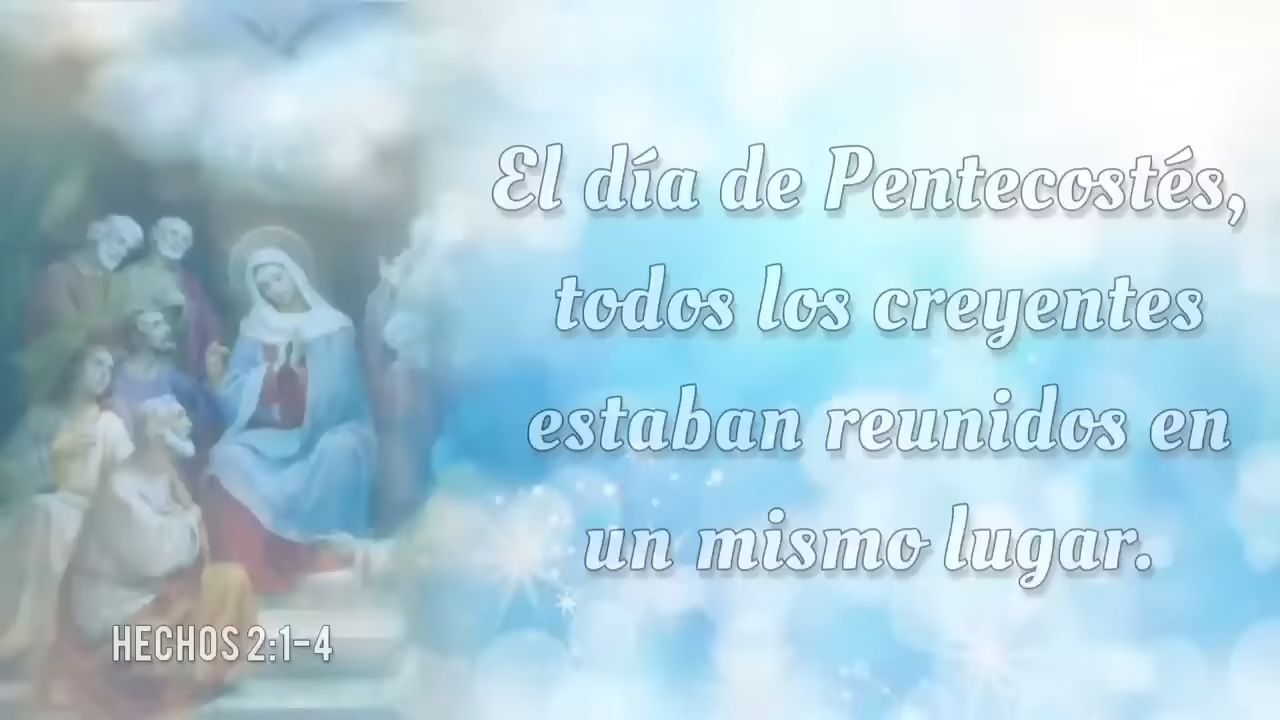 El día de Pentecostés,
todos los creyentes
estaban reunidos en
un mismo lugar.
HECHOS 2:1-4